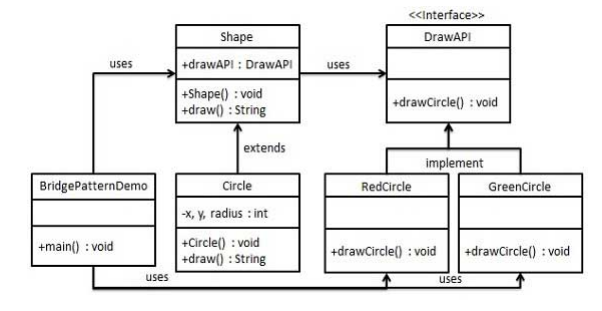 <<Interface>>
Shape
DrawAPI
+drawAPI : DrawAPI
uses
uses
+Shape() : void
+draw() : String
+drawCircle() : void
extends
implement
BridgePatternDemo
Circle
RedCircle
GreenCircle
-x, y, radius : int
+main() : void
+Circle() : void
+draw() : String
+drawCircle() : void
+drawCircle() : void
uses
uses